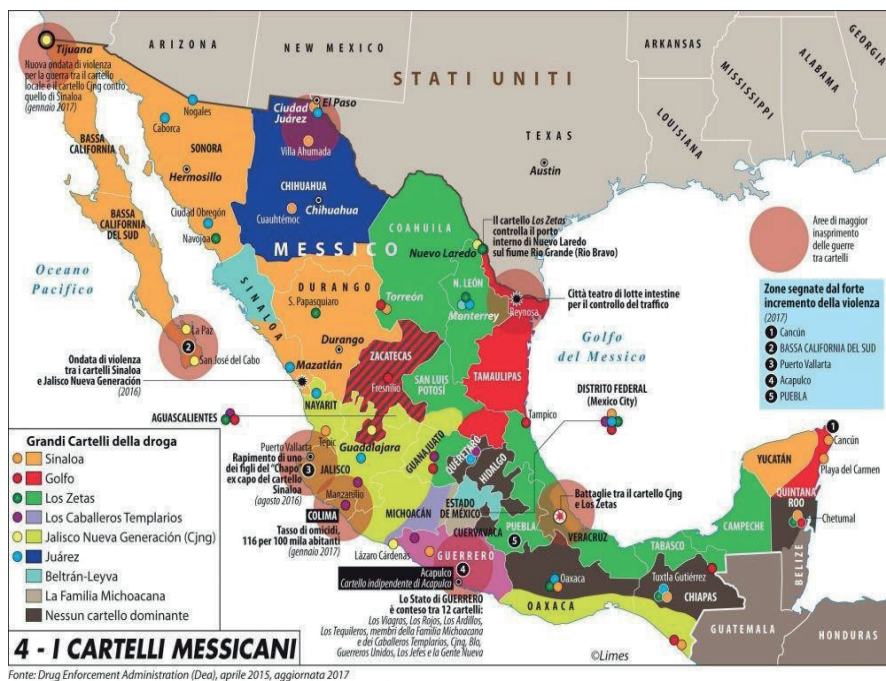 ARIZONA
NEW MEXICO
ARKANSAS
MISSISSIPPI
ALABAMA
GEORGIA
STATI UNITI
LOUISIANA
TEXAS
Austin
Tijuana
Nuova ondata di violenza
per la guerra tra il cartello
locale e il cartello Cjng contro
quello di Sinaloa
(gennaio 2017)
Nogales
Caborca
Ciudad
Juárez
El Paso
Villa Ahumada
BASSA
CALIFORNIA
SONORA
Hermosillo
CHIHUAHUA
Chihuahua
Cuauhtémoc
Ciudad Obregón
Navojoa
BASSA
CALIFORNIA
DEL SUD
MESSICO
COAHUILA
Nuevo Laredo
Il cartello Los Zetas
controlla il porto
interno di Nuevo Laredo
sul fiume Rio Grande (Rio Bravo)
Aree di maggior
inasprimento
delle guerre
tra cartelli
Oceano
Pacifico
SINALOA
DURANGO
S. Papasquiaro
Torreón
Durango
N. LEÓN
Monterrey
Reynosa
Città teatro di lotte intestine
per il controllo del traffico
Golfo
del Messico
Zone segnate dal forte
incremento della violenza
(2017)
1 Cancún
2 BASSA CALIFORNIA DEL SUD
3 Puerto Vallarta
4 Acapulco
5 PUEBLA
La Paz
2
San José del Cabo
Mazatlán
Ondata di violenza
tra i cartelli Sinaloa
e Jalisco Nueva Generación
(2016)
ZACATECAS
Fresnillo
SAN LUIS
POTOSÍ
TAMAULIPAS
NAYARIT
AGUASCALIENTES
Tampico
DISTRITO FEDERAL
(Mexico City)
Tepic
Guadalajara
GUANAJUATO
QUERÉTARO
HIDALGO
Puerto Vallarta
Rapimento di uno
dei figli del "Chapo"
ex capo del cartello
Sinaloa
(agosto 2016)
3
JALISCO
Manzanillo
COLIMA
Tasso di omicidi,
116 per 100 mila abitanti
(gennaio 2017)
MICHOACÁN
ESTADO
DE MÉXICO
CUERVAVACA
PUEBLA
5
VERACRUZ
Battaglie tra il cartello Cjng
e Los Zetas
1
Cancún
YUCATÁN
Playa del Carmen
QUINTANA
ROO
Chetumal
CAMPECHE
TABASCO
BELIZE
Lázaro Cárdenas
GUERRERO
4
Acapulco
Cartello indipendente di Acapulco
Oaxaca
OAXACA
Tuxtla Gutiérrez
CHIAPAS
GUATEMALA
HONDURAS
Lo Stato di GUERRERO
è conteso tra 12 cartelli:
Los Viagras, Los Rojos, Los Ardillos,
Los Tequileros, membri della Familia Michoacana
e dei Caballeros Templarios, Cjng, Blo,
Guerreros Unidos, Los Jefes e la Gente Nueva
Grandi Cartelli della droga
Sinaloa
Golfo
Los Zetas
Los Caballeros Templarios
Jalisco Nueva Generación (Cjng)
Juárez
Beltrán-Leyva
La Familia Michoacana
Nessun cartello dominante
©Limes
4 - I CARTELLI MESSICANI
Fonte: Drug Enforcement Administration (Dea), aprile 2015, aggiornata 2017